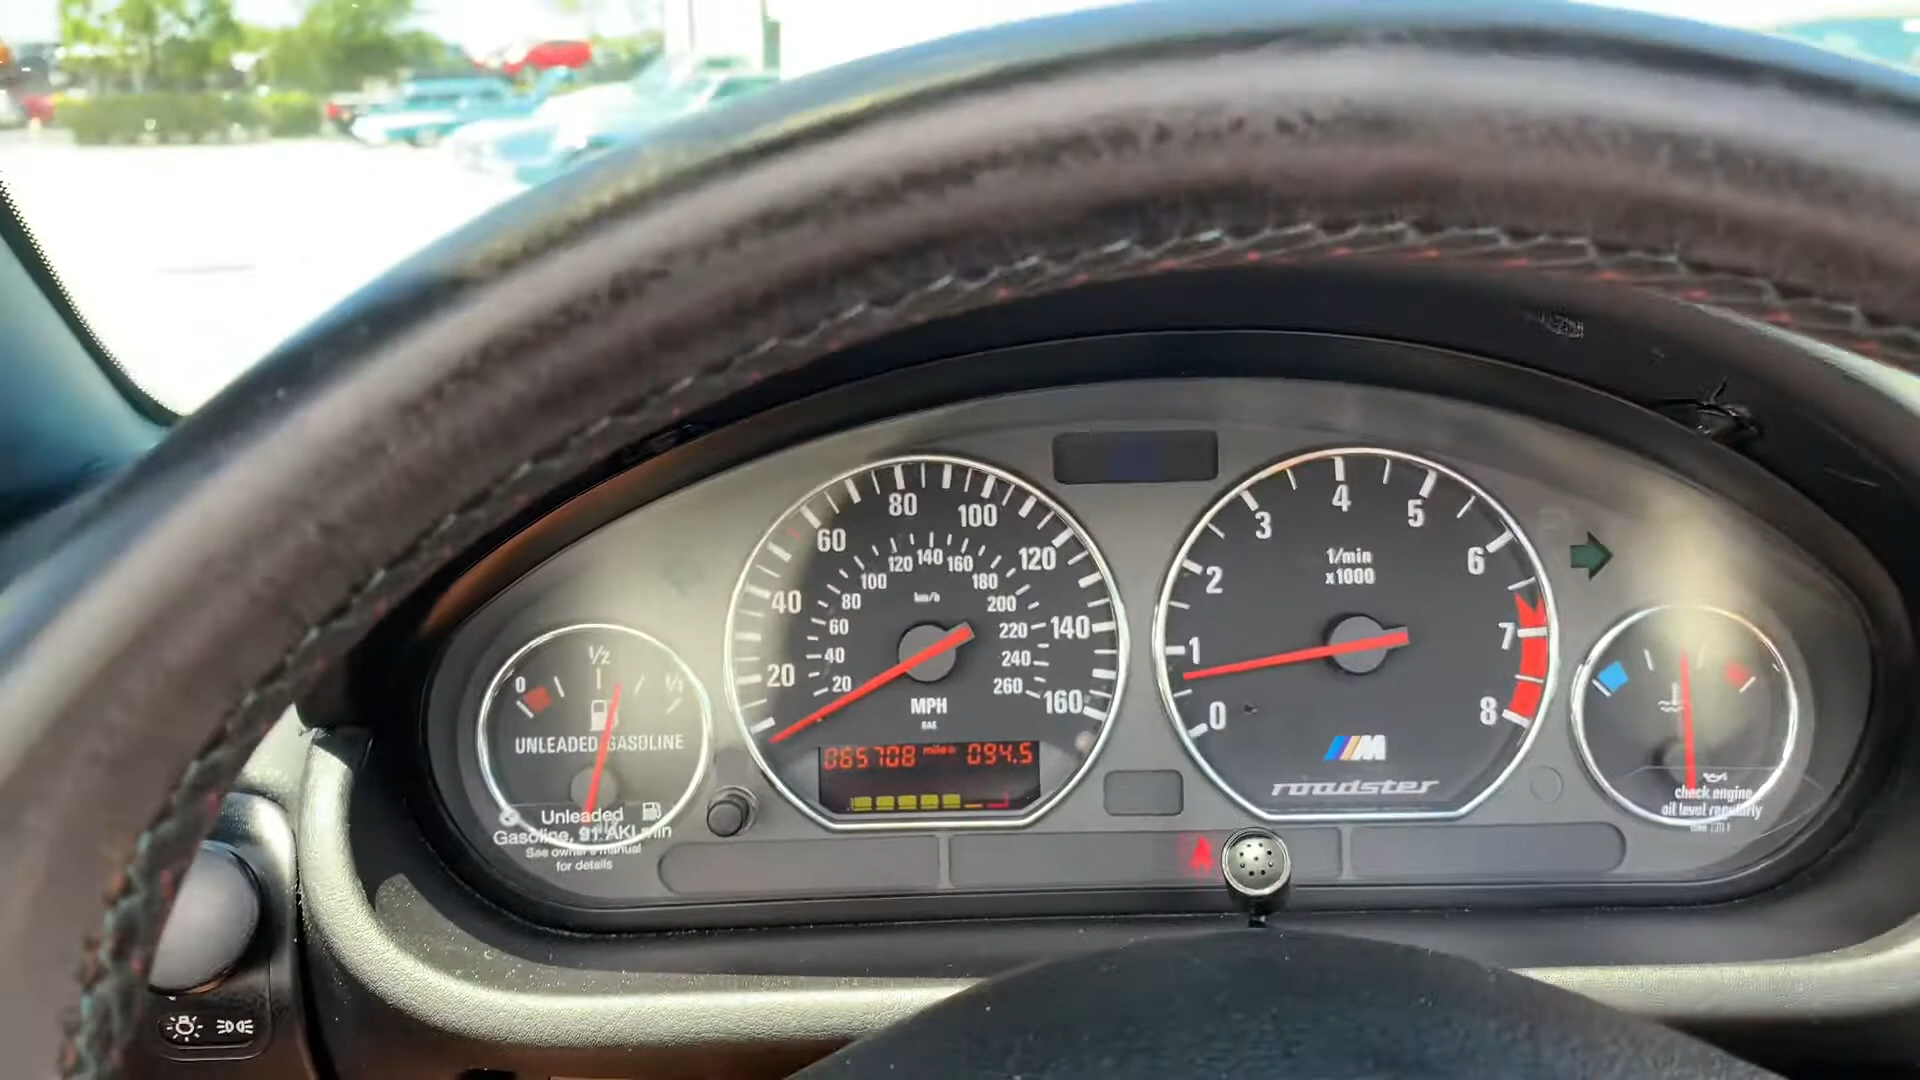 80
100
60
120
40
140
20
160
120 140 160
100 180
80 200
60 220
40 240
20 260
km/h
MPH
065708 miles 094.5
4
3 5
2 6
1 7
0 8
1/min
x1000
M
roadster
1/2
0 1/1
UNLEADED GASOLINE
Unleaded
Gasoline, 91 AKI min
See owner's manual
for details
check engine
oil level regularly